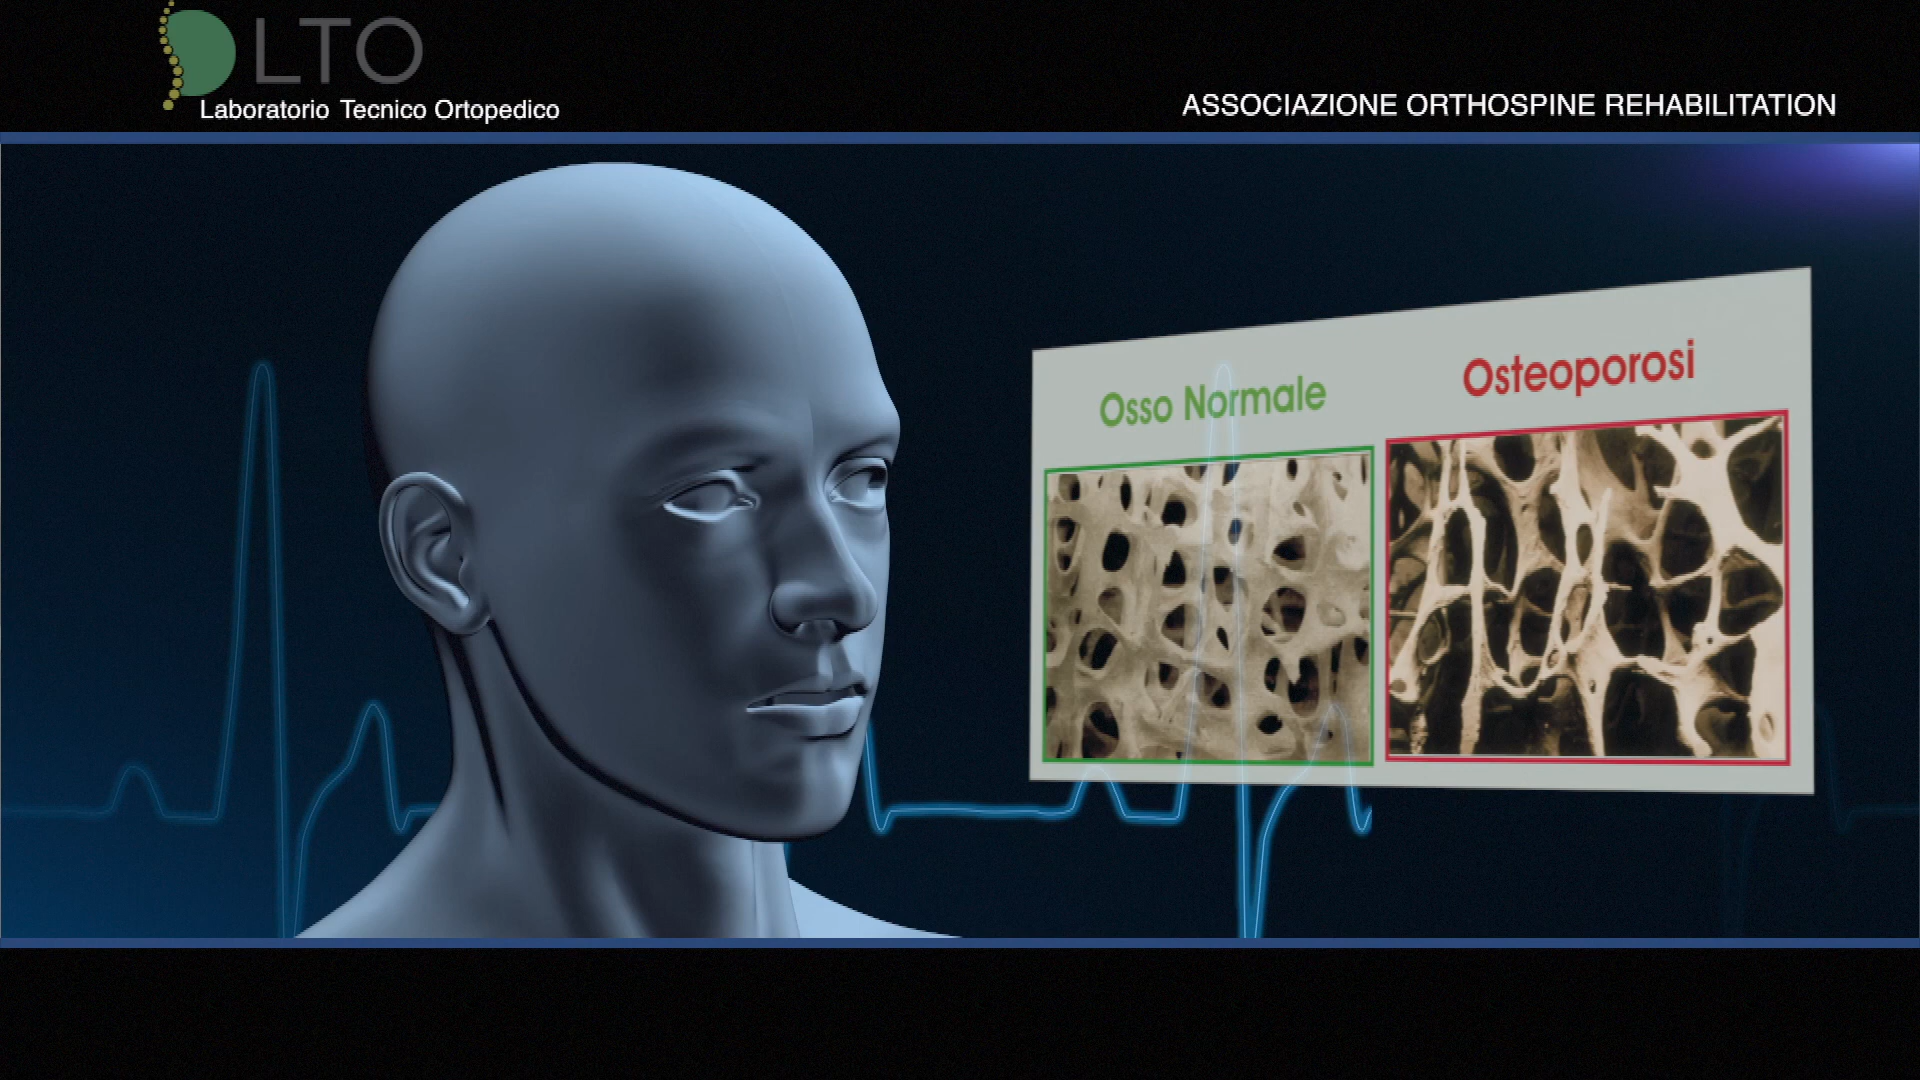 LTO
Laboratorio Tecnico Ortopedico
ASSOCIAZIONE ORTHOSPINE REHABILITATION
Osso Normale
Osteoporosi